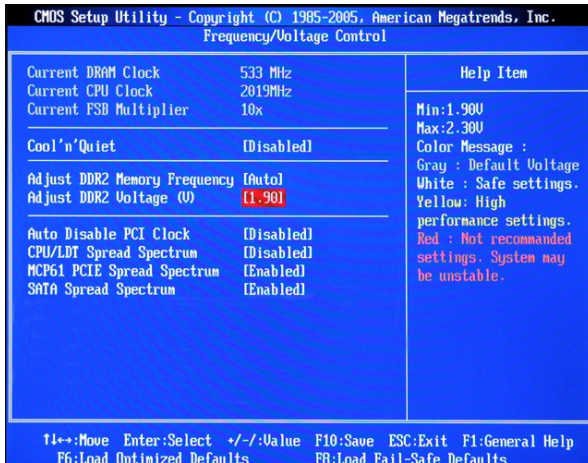 CMOS Setup Utility - Copyright (C) 1985-2005, American Megatrends, Inc.
Frequency/Voltage Control
Current DRAM Clock 533 MHz
Current CPU Clock 2019MHz
Current FSB Multiplier 10x
Cool'n'Quiet [Disabled]
Adjust DDR2 Memory Frequency [Auto]
Adjust DDR2 Voltage (V) [1.90]
Auto Disable PCI Clock [Disabled]
CPU/LDT Spread Spectrum [Disabled]
MCP61 PCIE Spread Spectrum [Enabled]
SATA Spread Spectrum [Enabled]
Help Item
Min:1.90V
Max:2.30V
Color Message :
Gray : Default Voltage
White : Safe settings.
Yellow: High
performance settings.
Red : Not recommanded
settings. System may
be unstable.
↑↓←→:Move Enter:Select +/-/:Value F10:Save ESC:Exit F1:General Help
F6:Load Optimized Defaults F8:Load Fail-Safe Defaults